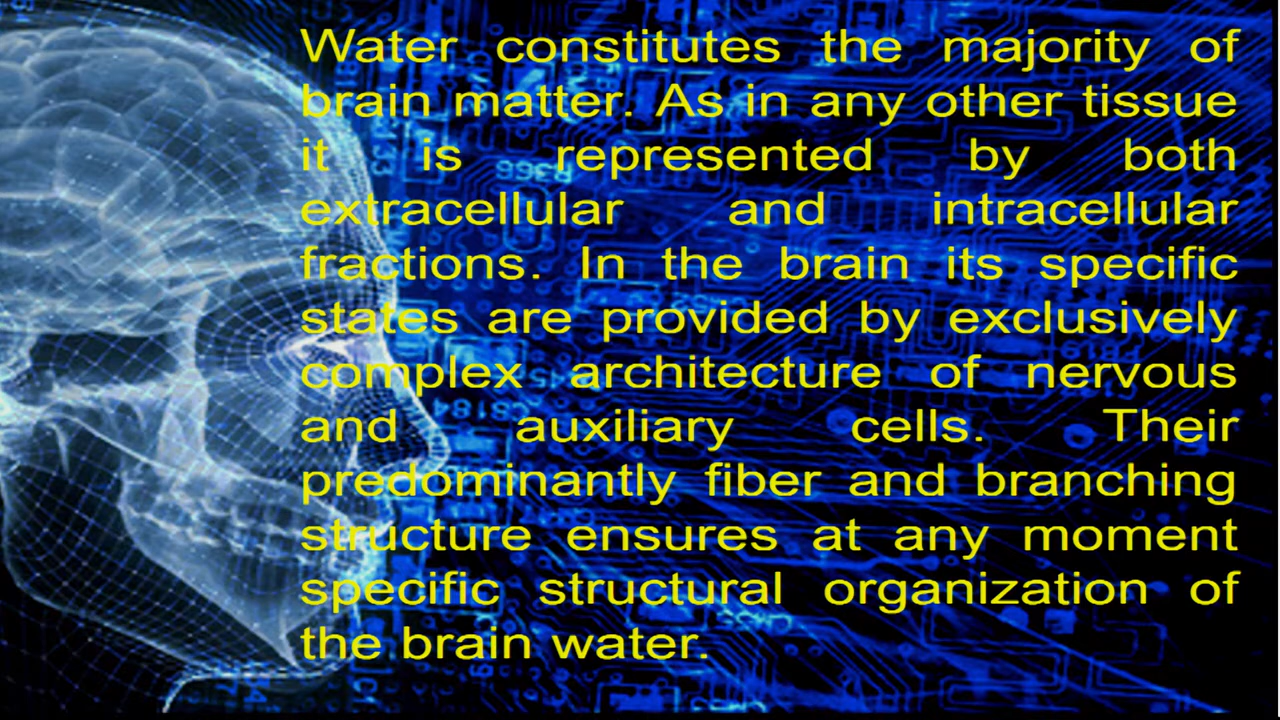 Water constitutes the majority of
brain matter. As in any other tissue
it is represented by both
extracellular and intracellular
fractions. In the brain its specific
states are provided by exclusively
complex architecture of nervous
and auxiliary cells. Their
predominantly fiber and branching
structure ensures at any moment
specific structural organization of
the brain water.